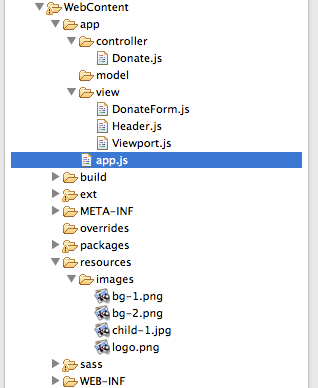 WebContent
app
controller
Donate.js
model
view
DonateForm.js
Header.js
Viewport.js
app.js
build
ext
META-INF
overrides
packages
resources
images
bg-1.png
bg-2.png
child-1.jpg
logo.png
sass
WEB-INF